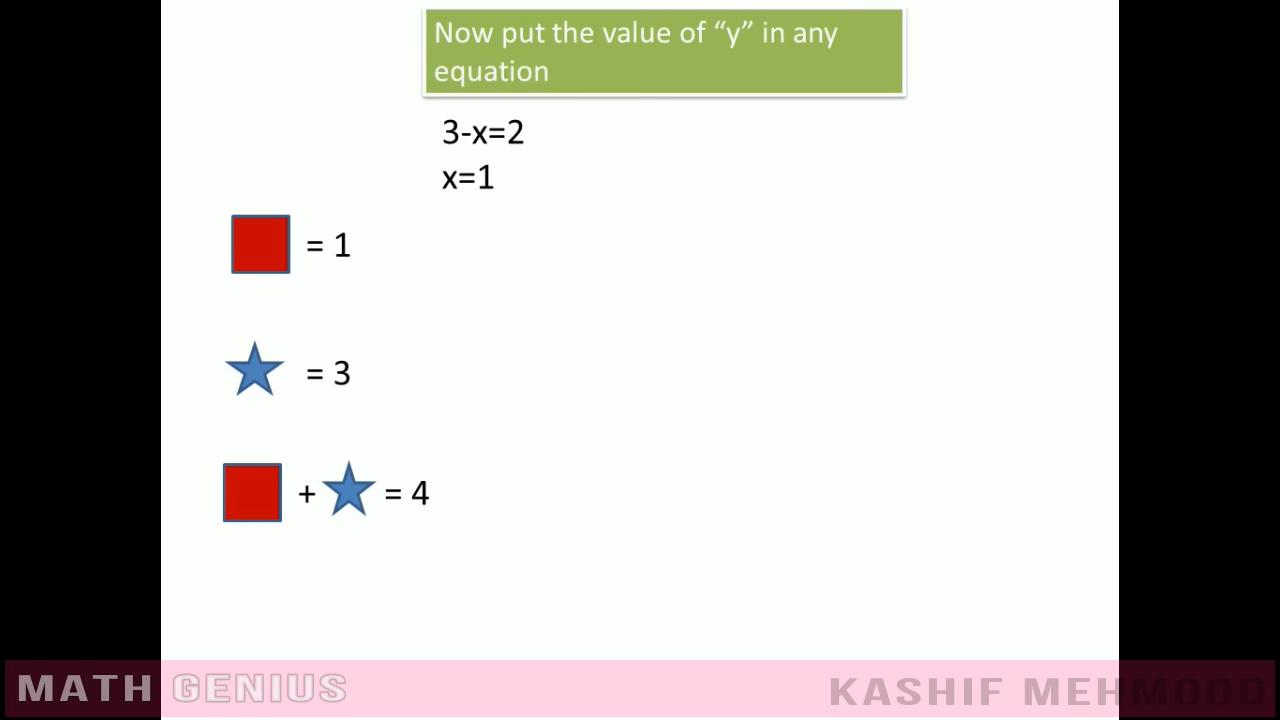 Now put the value of “y” in any
equation
3-x=2
x=1
= 1
= 3
+ = 4
MATH GENIUS
KASHIF MEHMOOD